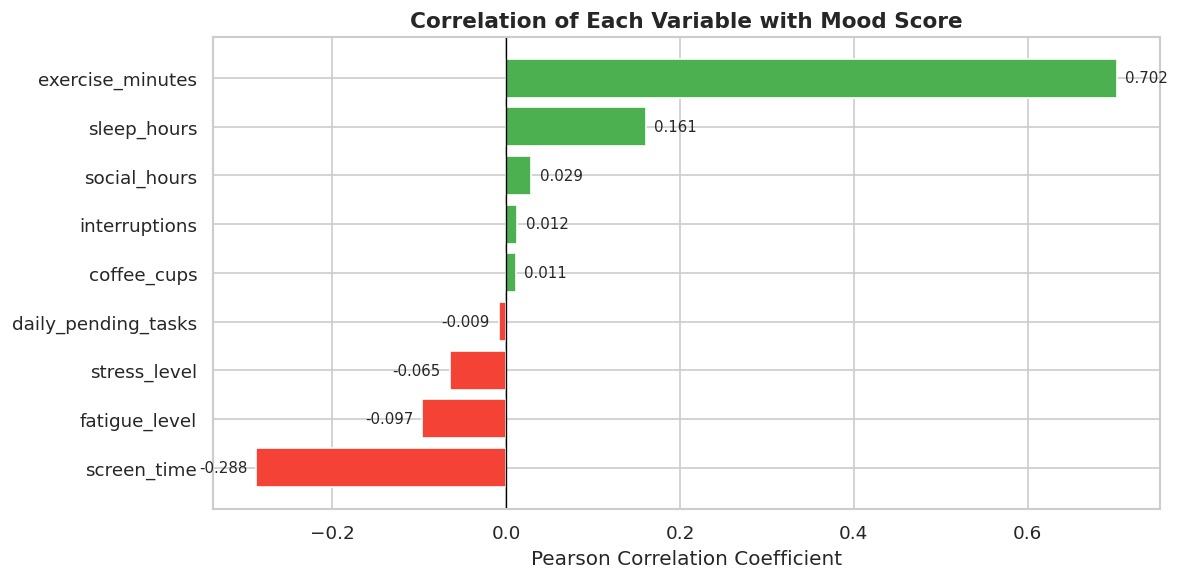 Correlation of Each Variable with Mood Score
exercise_minutes 0.702
sleep_hours 0.161
social_hours 0.029
interruptions 0.012
coffee_cups 0.011
daily_pending_tasks -0.009
stress_level -0.065
fatigue_level -0.097
screen_time -0.288
−0.2 0.0 0.2 0.4 0.6
Pearson Correlation Coefficient